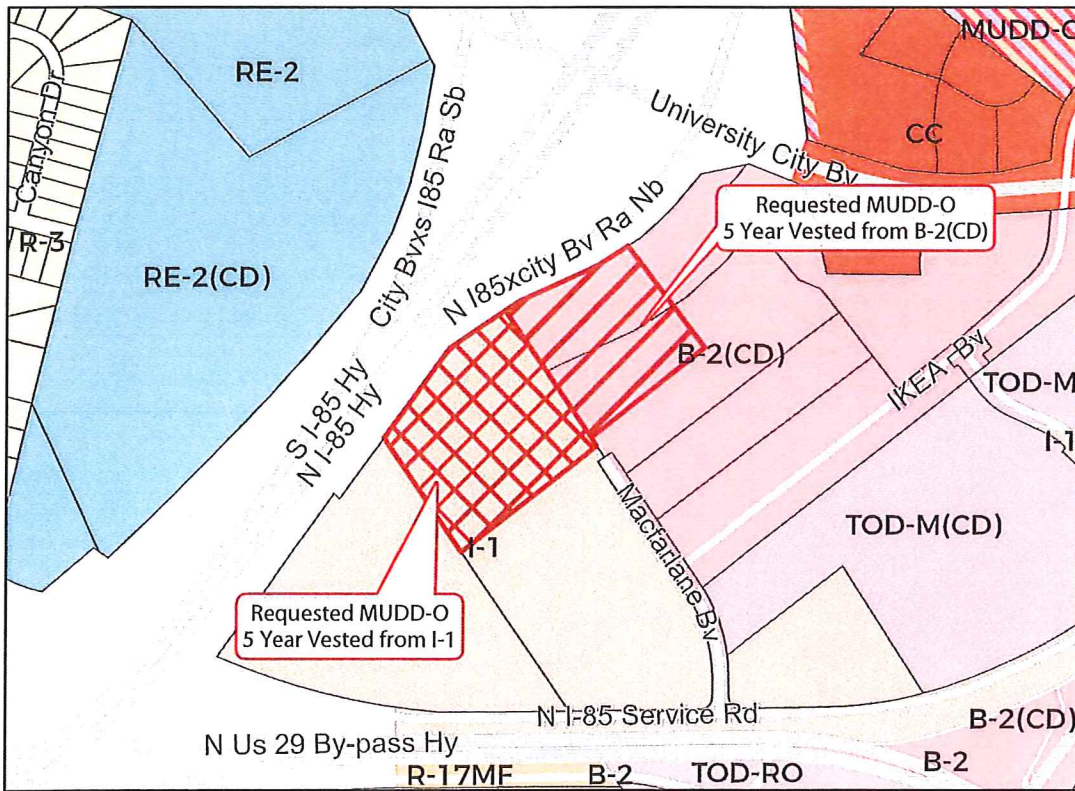 MUDD-O
RE-2
CC
Canyon Dr
R-3
RE-2(CD)
City Bvxs I85 Ra Sb
University City Bv
Requested MUDD-O
5 Year Vested from B-2(CD)
N I85xcity Bv Ra Nb
S I-85 Hy
N I-85 Hy
B-2(CD)
IKEA Bv
TOD-M
I-1
TOD-M(CD)
Macfarlane Bv
I-1
Requested MUDD-O
5 Year Vested from I-1
N I-85 Service Rd
N Us 29 By-pass Hy
B-2(CD)
R-17MF
B-2
TOD-RO
B-2